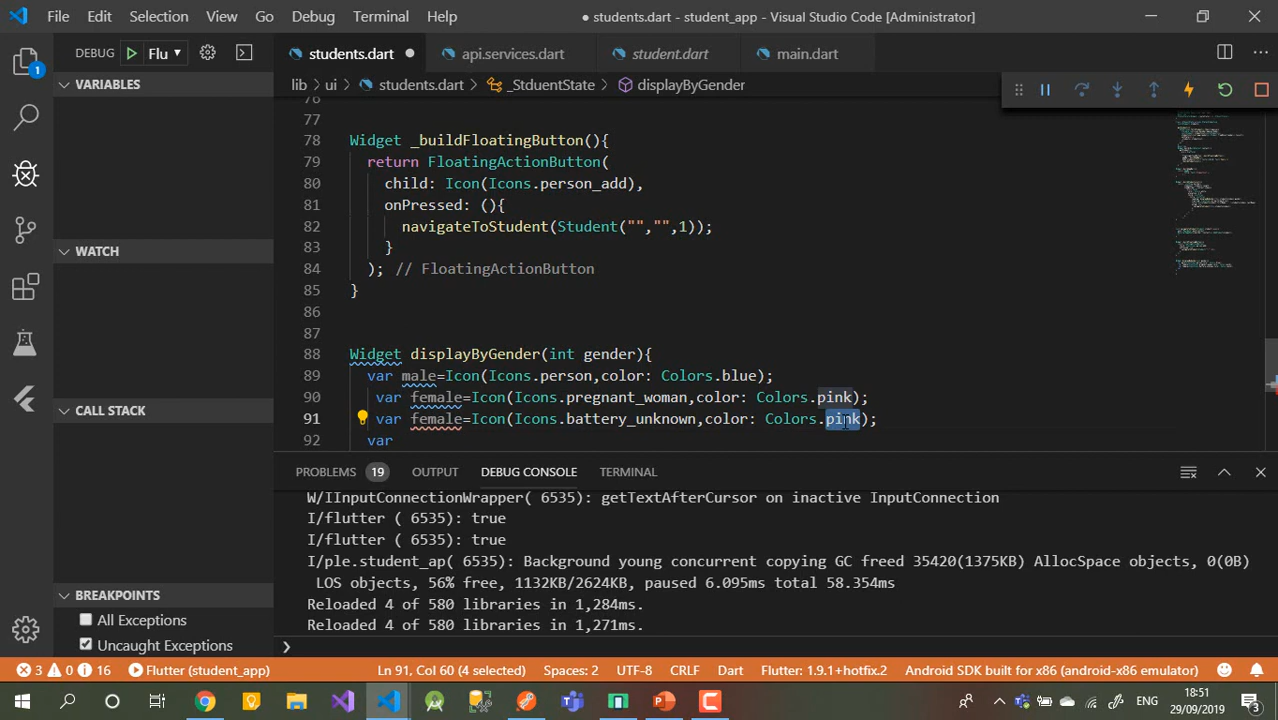 File Edit Selection View Go Debug Terminal Help
● students.dart - student_app - Visual Studio Code [Administrator]
DEBUG Flu
students.dart ● api.services.dart student.dart main.dart
lib > ui > students.dart > _StduentState > displayByGender
1
VARIABLES
WATCH
CALL STACK
BREAKPOINTS
All Exceptions
Uncaught Exceptions
76
77
78 Widget _buildFloatingButton(){
79 return FloatingActionButton(
80 child: Icon(Icons.person_add),
81 onPressed: (){
82 navigateToStudent(Student("","",1));
83 }
84 ); // FloatingActionButton
85 }
86
87
88 Widget displayByGender(int gender){
89 var male=Icon(Icons.person,color: Colors.blue);
90 var female=Icon(Icons.pregnant_woman,color: Colors.pink);
91 var female=Icon(Icons.battery_unknown,color: Colors.pink);
92 var
PROBLEMS 19 OUTPUT DEBUG CONSOLE TERMINAL
W/IInputConnectionWrapper( 6535): getTextAfterCursor on inactive InputConnection
I/flutter ( 6535): true
I/flutter ( 6535): true
I/ple.student_ap( 6535): Background young concurrent copying GC freed 35420(1375KB) AllocSpace objects, 0(0B)
LOS objects, 56% free, 1132KB/2624KB, paused 6.095ms total 58.354ms
Reloaded 4 of 580 libraries in 1,284ms.
Reloaded 4 of 580 libraries in 1,271ms.
3 0 16 Flutter (student_app) Ln 91, Col 60 (4 selected) Spaces: 2 UTF-8 CRLF Dart Flutter: 1.9.1+hotfix.2 Android SDK built for x86 (android-x86 emulator)
ENG 18:51
29/09/2019
3